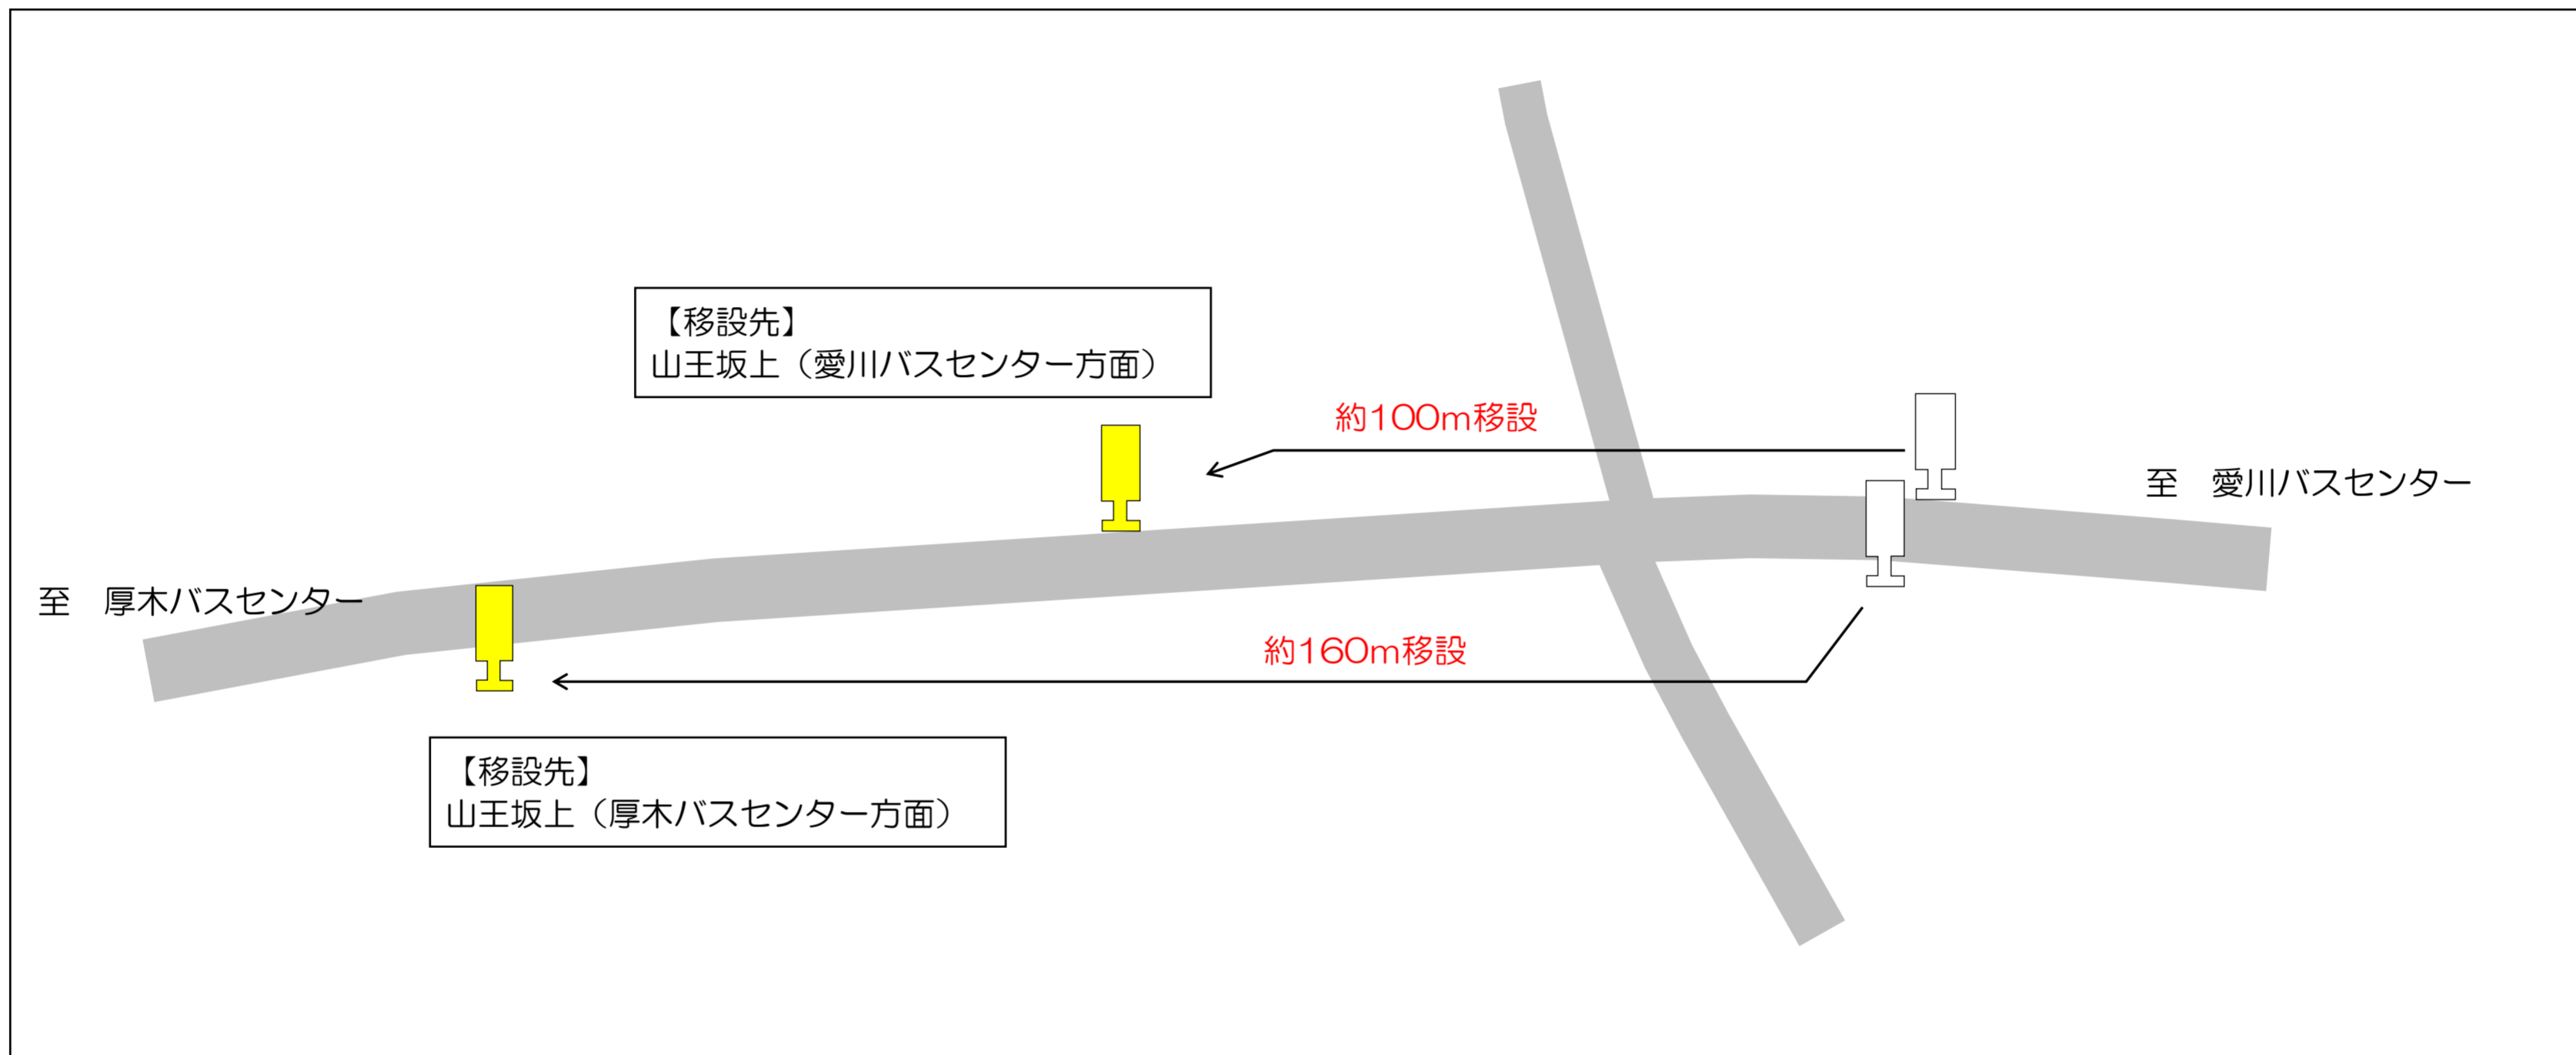 【移設先】
山王坂上（愛川バスセンター方面）
約100m移設
至　愛川バスセンター
至　厚木バスセンター
約160m移設
【移設先】
山王坂上（厚木バスセンター方面）